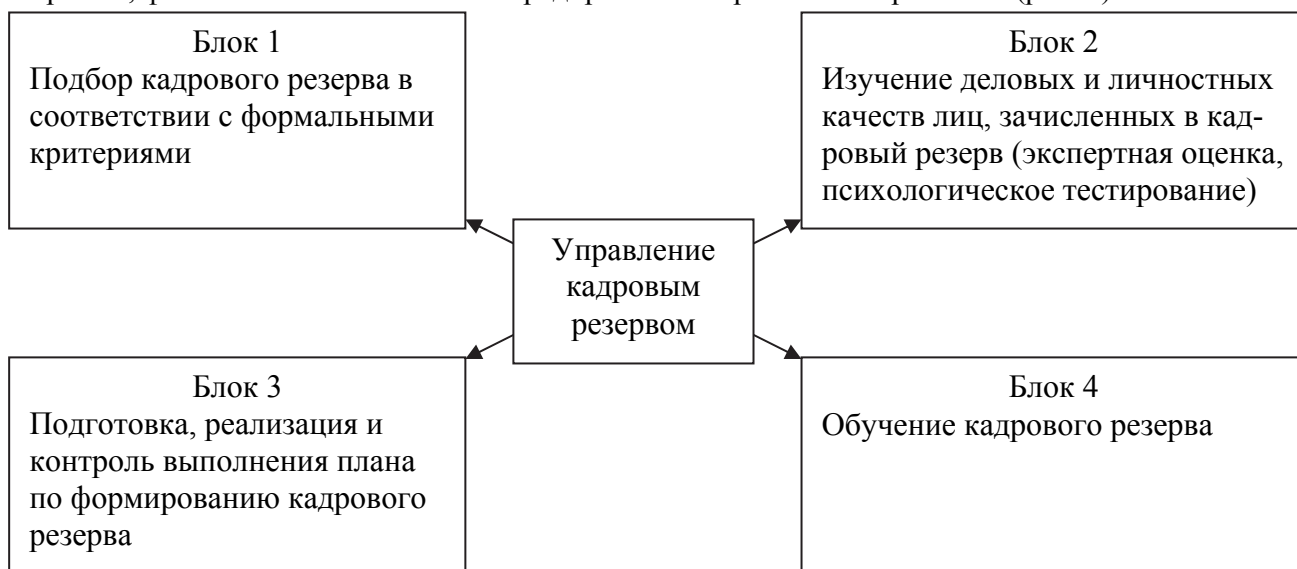 Блок 1
Подбор кадрового резерва в
соответствии с формальными
критериями
Блок 2
Изучение деловых и личностных
качеств лиц, зачисленных в кад-
ровый резерв (экспертная оценка,
психологическое тестирование)
Управление
кадровым
резервом
Блок 3
Подготовка, реализация и
контроль выполнения плана
по формированию кадрового
резерва
Блок 4
Обучение кадрового резерва